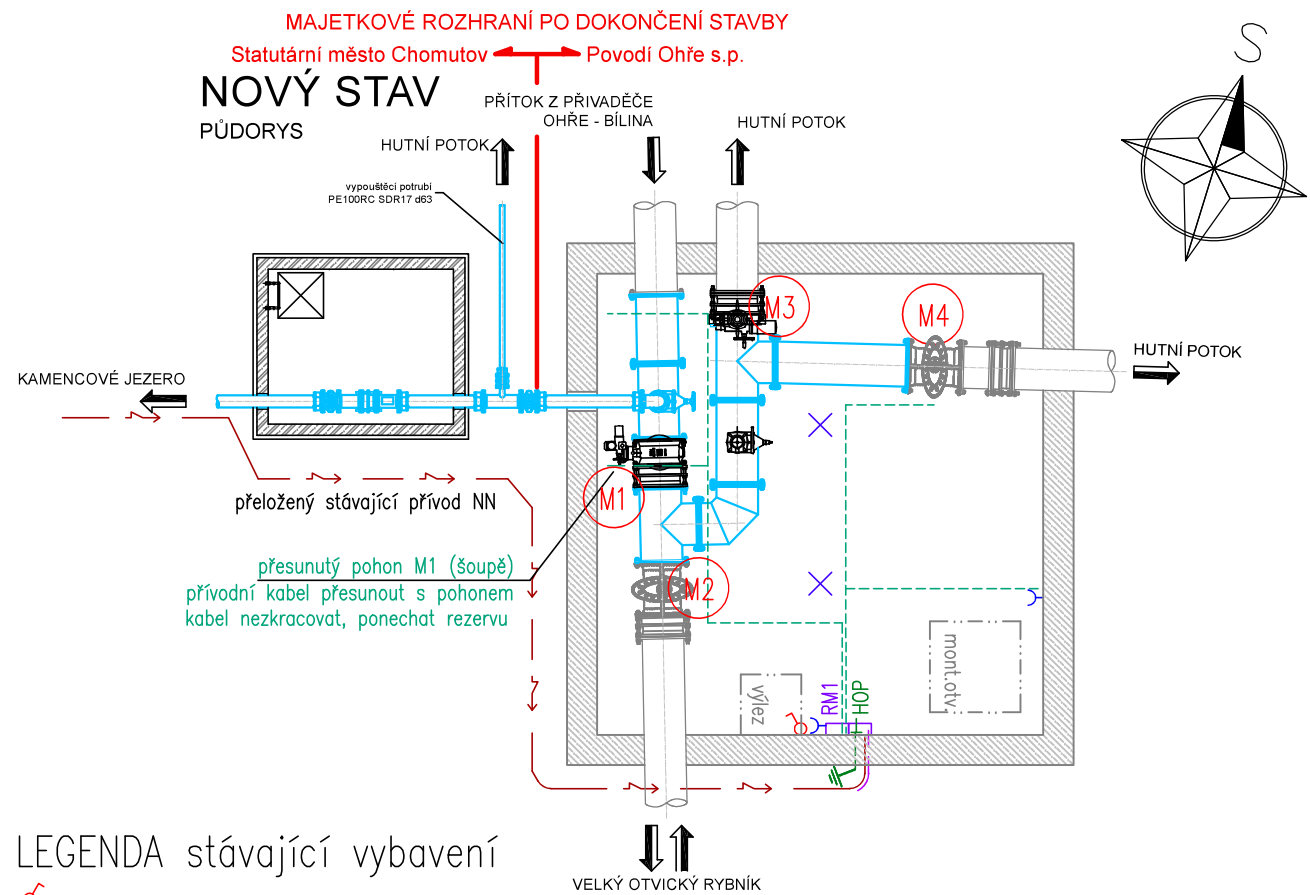 MAJETKOVÉ ROZHRANÍ PO DOKONČENÍ STAVBY
Statutární město Chomutov
Povodí Ohře s.p.
S
NOVÝ STAV
PŮDORYS
PŘÍTOK Z PŘIVADĚČE
OHŘE - BÍLINA
HUTNÍ POTOK
HUTNÍ POTOK
vypouštěcí potrubí
PE100RC SDR17 d63
M3
M4
HUTNÍ POTOK
KAMENCOVÉ JEZERO
přeložený stávající přívod NN
M1
přesunutý pohon M1 (šoupě)
přívodní kabel přesunout s pohonem
kabel nezkracovat, ponechat rezervu
M2
výlez
RM1
HOP
mont.otv
LEGENDA stávající vybavení
VELKÝ OTVICKÝ RYBNÍK